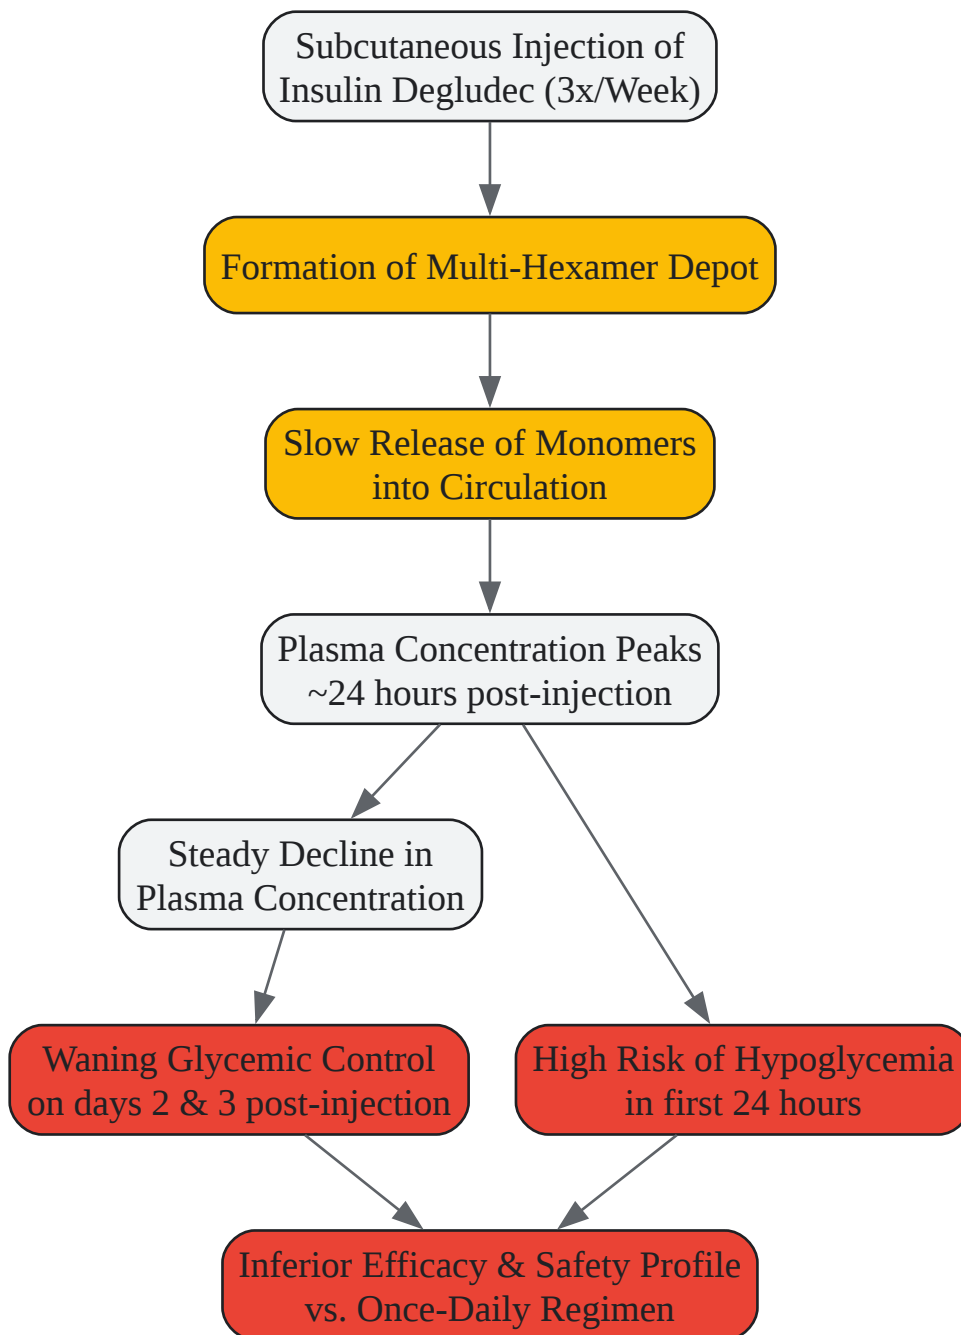 Subcutaneous Injection of
Insulin Degludec (3x/Week)
Formation of Multi-Hexamer Depot
Slow Release of Monomers
into Circulation
Plasma Concentration Peaks
~24 hours post-injection
Steady Decline in
Plasma Concentration
Waning Glycemic Control
on days 2 & 3 post-injection
High Risk of Hypoglycemia
in first 24 hours
Inferior Efficacy & Safety Profile
vs. Once-Daily Regimen